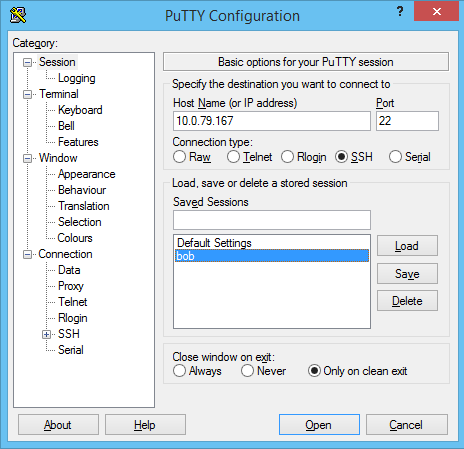 PuTTY Configuration
? ×
Category:
Session
Logging
Terminal
Keyboard
Bell
Features
Window
Appearance
Behaviour
Translation
Selection
Colours
Connection
Data
Proxy
Telnet
Rlogin
SSH
Serial
Basic options for your PuTTY session
Specify the destination you want to connect to
Host Name (or IP address) Port
10.0.79.167 22
Connection type:
Raw Telnet Rlogin SSH Serial
Load, save or delete a stored session
Saved Sessions
Default Settings
bob
Load
Save
Delete
Close window on exit:
Always Never Only on clean exit
About Help Open Cancel